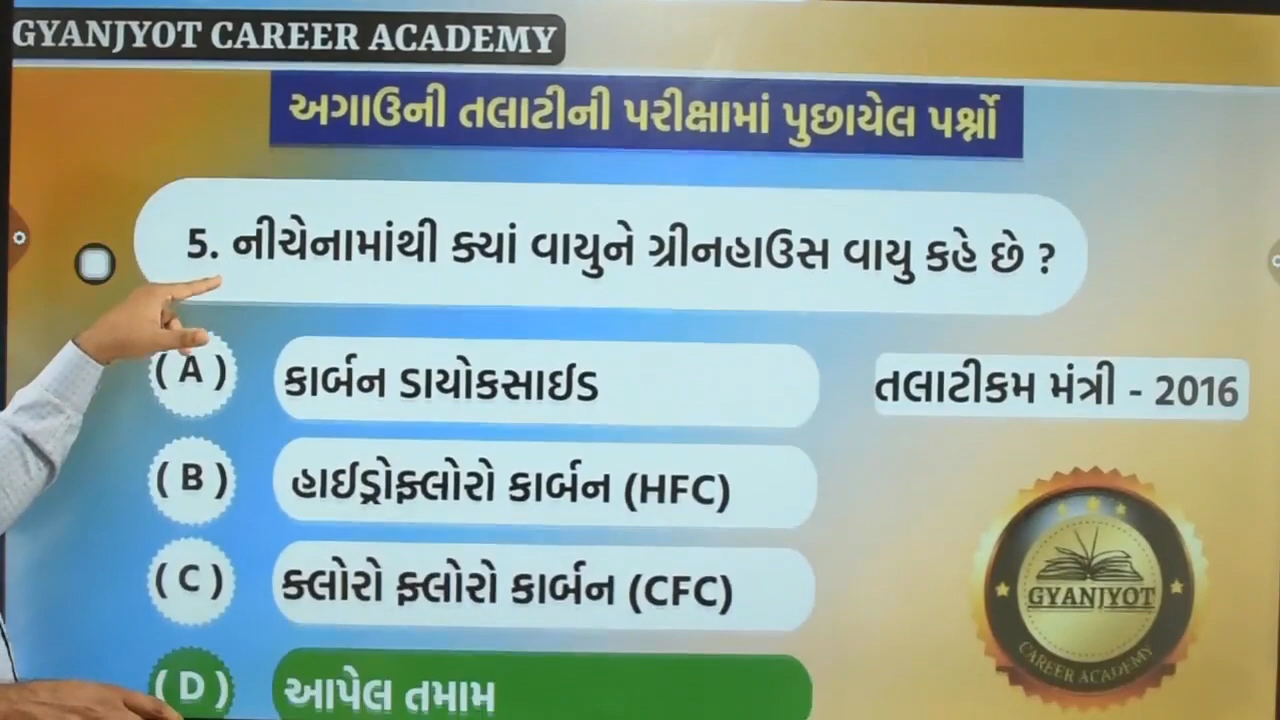 GYANJYOT CAREER ACADEMY
અગાઉની તલાટીની પરીક્ષામાં પુછાયેલ પર્શ્નો
5. નીચેનામાંથી ક્યાં વાયુને ગ્રીનહાઉસ વાયુ કહે છે ?
( A ) કાર્બન ડાયોકસાઈડ
તલાટીકમ મંત્રી - 2016
( B ) હાઈડ્રોફ્લોરો કાર્બન (HFC)
( C ) ક્લોરો ફ્લોરો કાર્બન (CFC)
( D ) આપેલ તમામ
GYANJYOT
CAREER ACADEMY